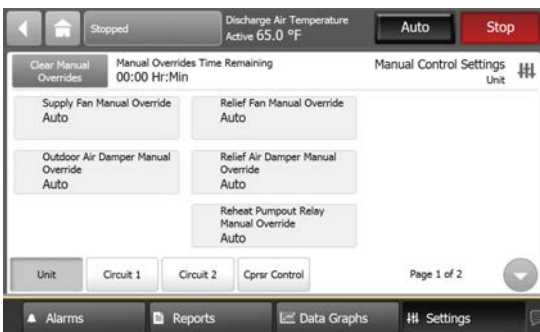 Stopped
Discharge Air Temperature
Active 65.0 °F
Auto
Stop
Clear Manual
Overrides
Manual Overrides Time Remaining
00:00 Hr:Min
Manual Control Settings
Unit
Supply Fan Manual Override
Auto
Relief Fan Manual Override
Auto
Outdoor Air Damper Manual
Override
Auto
Relief Air Damper Manual
Override
Auto
Reheat Pumpout Relay
Manual Override
Auto
Unit
Circuit 1
Circuit 2
Cprsr Control
Page 1 of 2
Alarms
Reports
Data Graphs
Settings